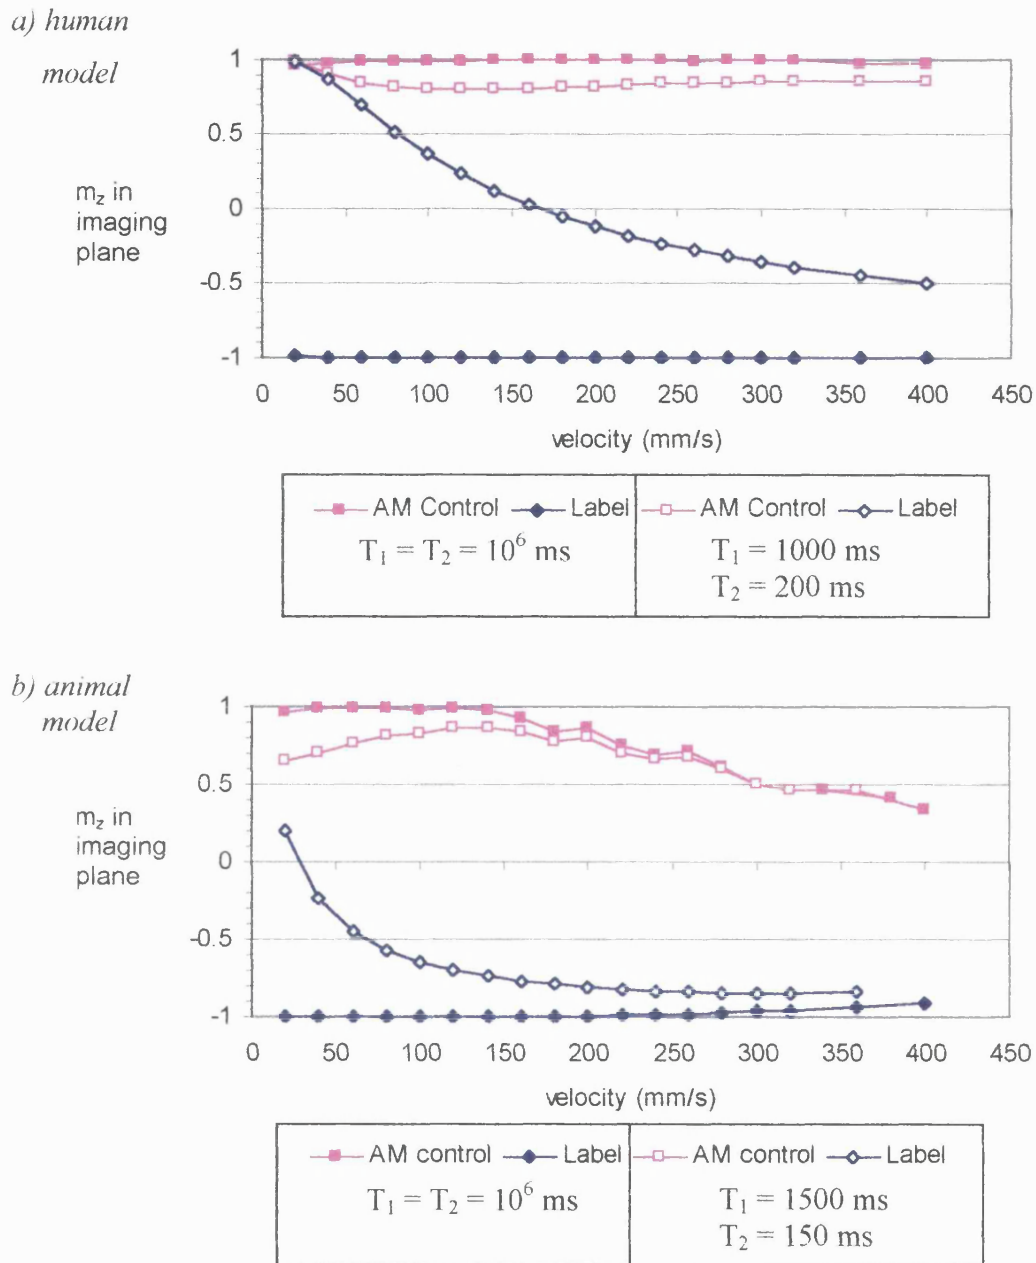 a) human
model
1
0.5
0
-0.5
-1
m_z in
imaging
plane
0 50 100 150 200 250 300 350 400 450
velocity (mm/s)
AM Control Label AM Control Label
T₁ = T₂ = 10⁶ ms T₁ = 1000 ms
T₂ = 200 ms
b) animal
model
1
0.5
0
-0.5
-1
m_z in
imaging
plane
0 50 100 150 200 250 300 350 400 450
velocity (mm/s)
AM control Label AM control Label
T₁ = T₂ = 10⁶ ms T₁ = 1500 ms
T₂ = 150 ms